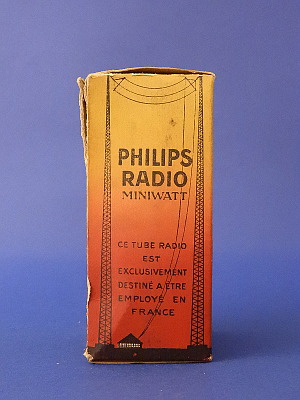 PHILIPS
RADIO
MINIWATT
CE TUBE RADIO
EST
EXCLUSIVEMENT
DESTINÉ A ÊTRE
EMPLOYÉ EN
FRANCE